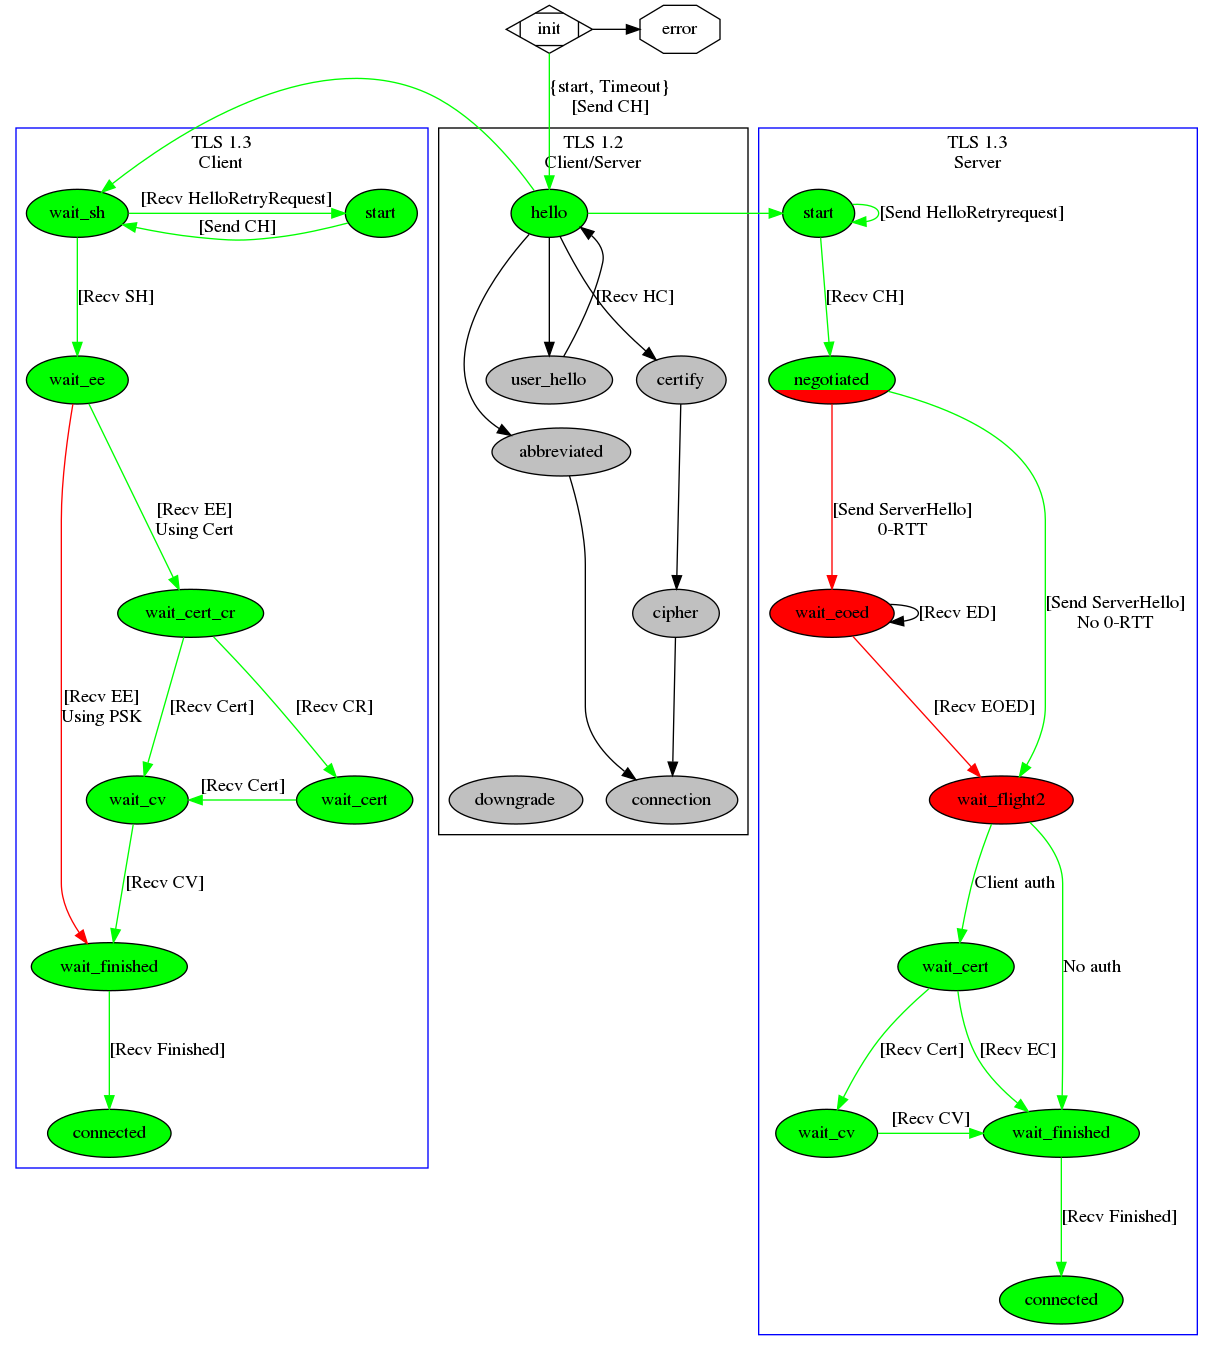 init
error
{start, Timeout}
[Send CH]
TLS 1.3
Client
wait_sh
[Recv HelloRetryRequest]
start
[Send CH]
[Recv SH]
wait_ee
[Recv EE]
Using Cert
wait_cert_cr
[Recv EE]
Using PSK
[Recv Cert]
[Recv CR]
wait_cv
[Recv Cert]
wait_cert
[Recv CV]
wait_finished
[Recv Finished]
connected
TLS 1.2
Client/Server
hello
[Recv HC]
user_hello
certify
abbreviated
cipher
downgrade
connection
TLS 1.3
Server
start
[Send HelloRetryrequest]
[Recv CH]
negotiated
[Send ServerHello]
0-RTT
wait_eoed
[Recv ED]
[Send ServerHello]
No 0-RTT
[Recv EOED]
wait_flight2
Client auth
wait_cert
No auth
[Recv Cert]
[Recv EC]
wait_cv
[Recv CV]
wait_finished
[Recv Finished]
connected